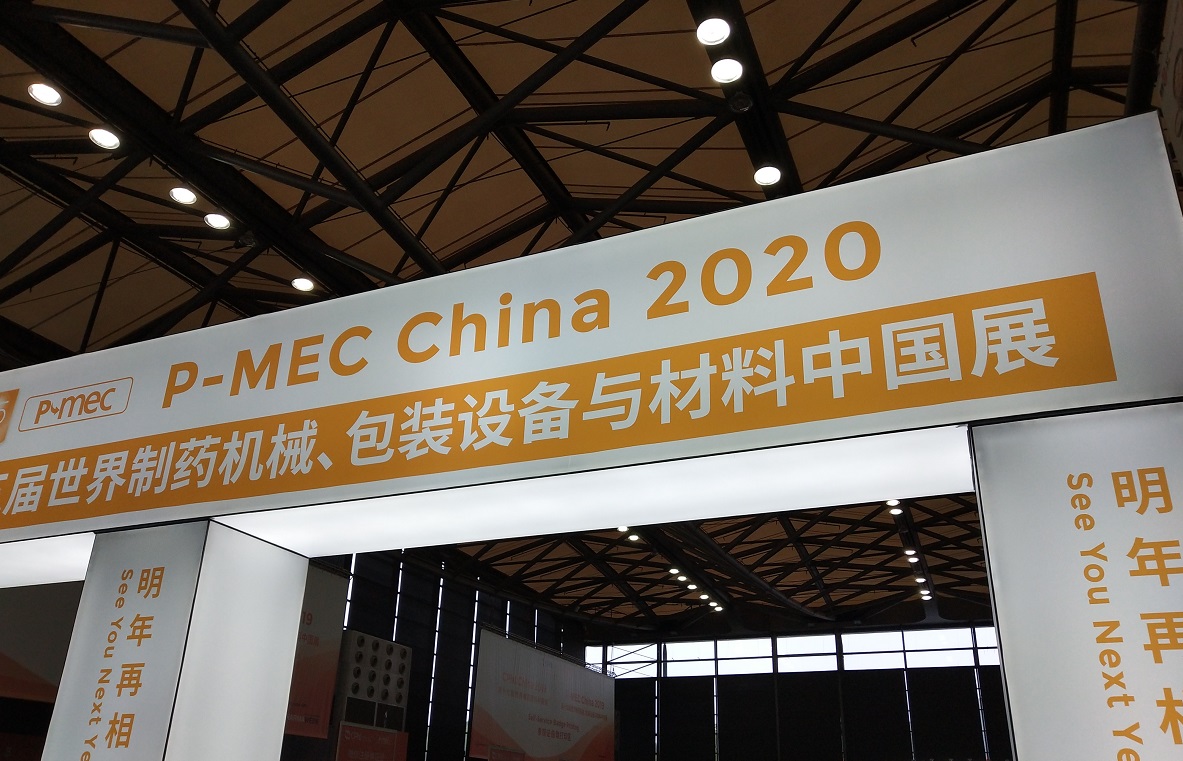 P-MEC China 2020
P-mec
届世界制药机械、包装设备与材料中国展
明年再相
See You Next Ye
明年再相
See You Next Ye